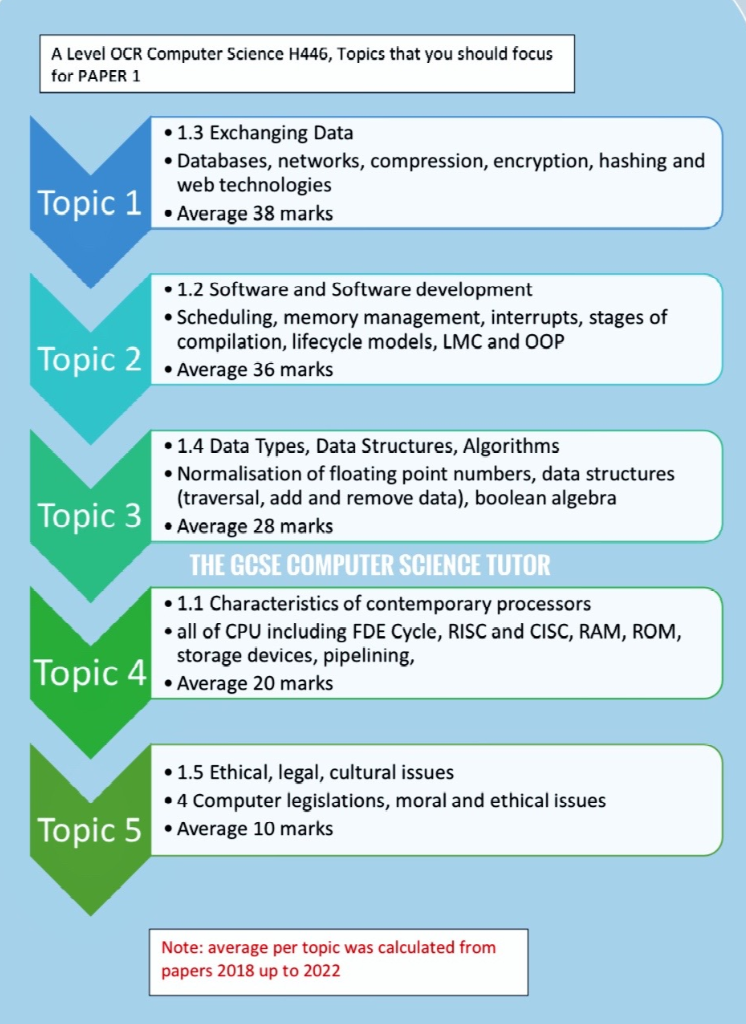 A Level OCR Computer Science H446, Topics that you should focus
for PAPER 1
Topic 1
• 1.3 Exchanging Data
• Databases, networks, compression, encryption, hashing and
web technologies
• Average 38 marks
Topic 2
• 1.2 Software and Software development
• Scheduling, memory management, interrupts, stages of
compilation, lifecycle models, LMC and OOP
• Average 36 marks
Topic 3
• 1.4 Data Types, Data Structures, Algorithms
• Normalisation of floating point numbers, data structures
(traversal, add and remove data), boolean algebra
• Average 28 marks
THE GCSE COMPUTER SCIENCE TUTOR
Topic 4
• 1.1 Characteristics of contemporary processors
• all of CPU including FDE Cycle, RISC and CISC, RAM, ROM,
storage devices, pipelining,
• Average 20 marks
Topic 5
• 1.5 Ethical, legal, cultural issues
• 4 Computer legislations, moral and ethical issues
• Average 10 marks
Note: average per topic was calculated from
papers 2018 up to 2022